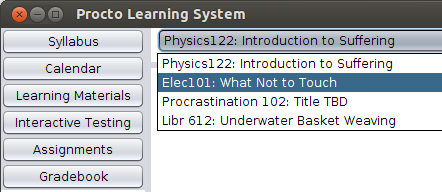 Procto Learning System
Syllabus
Calendar
Learning Materials
Interactive Testing
Assignments
Gradebook
Physics122: Introduction to Suffering
Physics122: Introduction to Suffering
Elec101: What Not to Touch
Procrastination 102: Title TBD
Libr 612: Underwater Basket Weaving